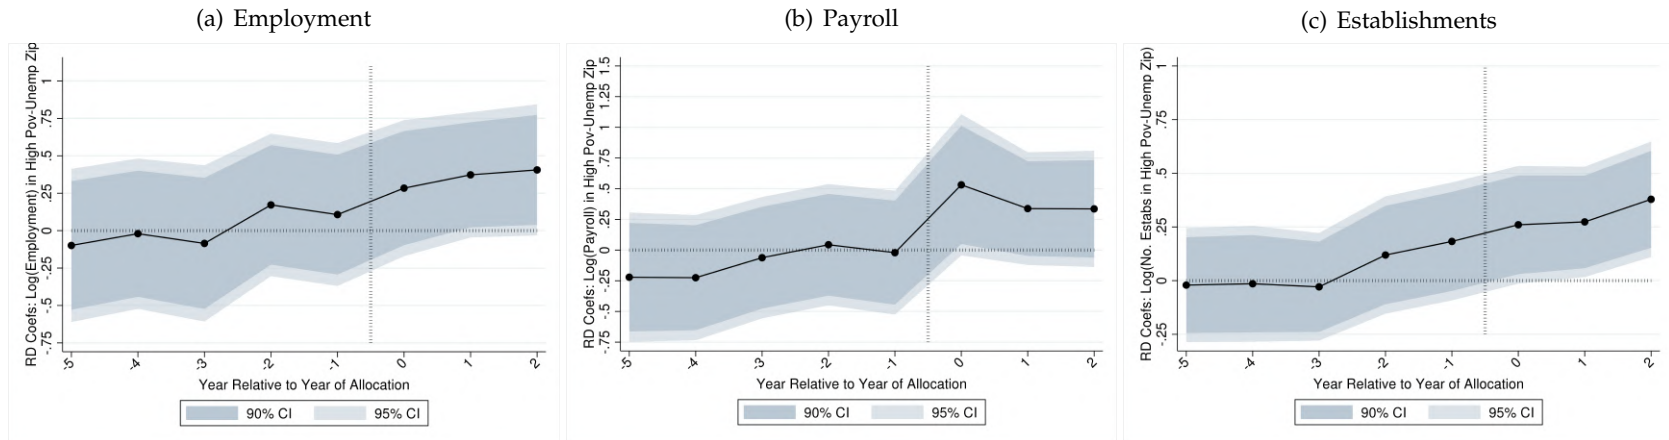 (a) Employment
RD Coefs: Log(Employment) in High Pov-Unemp Zip
1
.75
.5
.25
0
-.25
-.5
-.75
-5 -4 -3 -2 -1 0 1 2
Year Relative to Year of Allocation
90% CI 95% CI
(b) Payroll
RD Coefs: Log(Payroll) in High Pov-Unemp Zip
1.5
1.25
1
.75
.5
.25
0
-.25
-.5
-.75
-5 -4 -3 -2 -1 0 1 2
Year Relative to Year of Allocation
90% CI 95% CI
(c) Establishments
RD Coefs: Log(No. Estabs in High Pov-Unemp Zip)
1
.75
.5
.25
0
-.25
-5 -4 -3 -2 -1 0 1 2
Year Relative to Year of Allocation
90% CI 95% CI